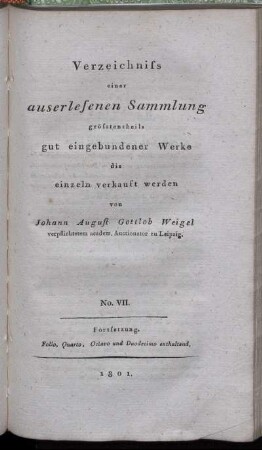 Verzeichniſs
einer
auserleſenen Sammlung
gröſstentheils
gut eingebundener Werke
die
einzeln verkauft werden
von
Johann August Gottlob Weigel
verpflichtetem academ. Auctionator zu Leipzig.
No. VII.
Fortſetzung.
Folio, Quarto, Octavo und Duodecimo enthaltend.
1801.